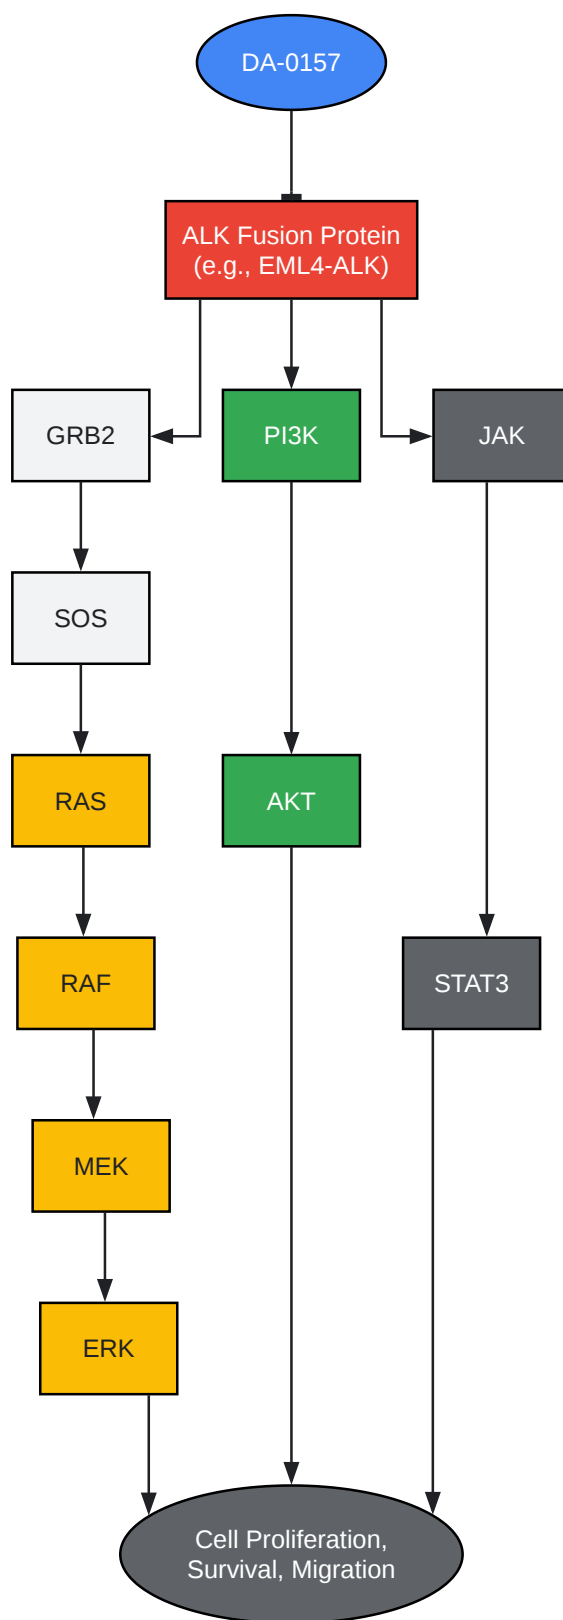 DA-0157
ALK Fusion Protein
(e.g., EML4-ALK)
GRB2
PI3K
JAK
SOS
RAS
AKT
RAF
STAT3
MEK
ERK
Cell Proliferation,
Survival, Migration